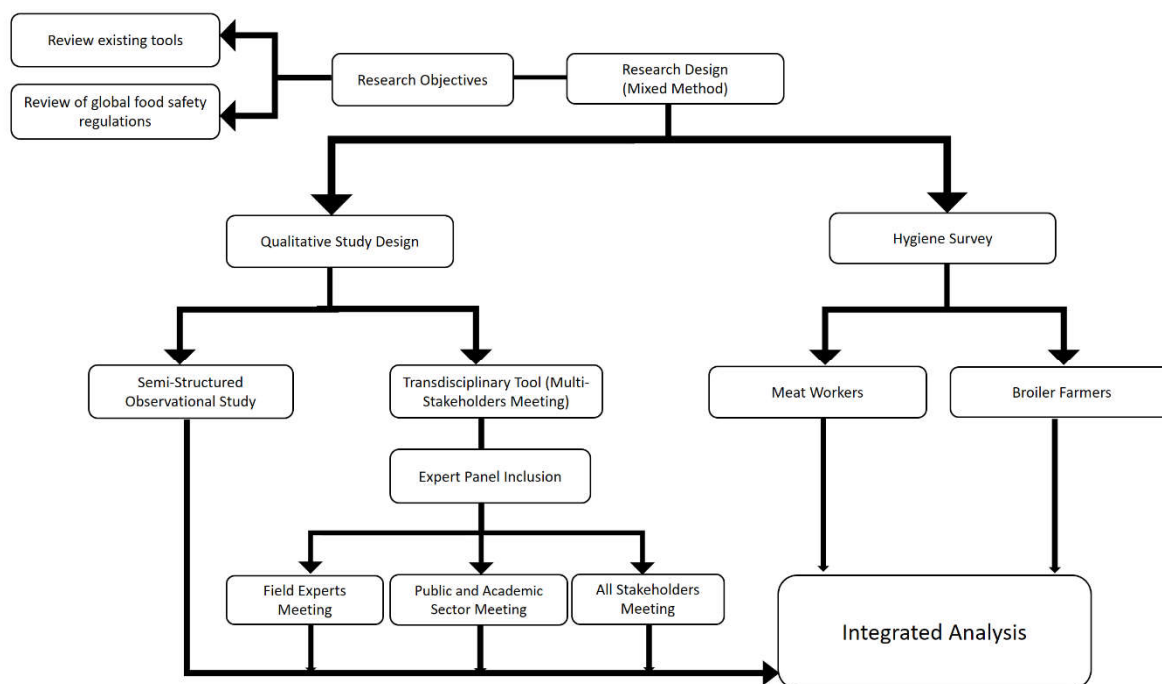 Review existing tools
Research Objectives
Research Design
(Mixed Method)
Review of global food safety
regulations
Qualitative Study Design
Hygiene Survey
Semi-Structured
Observational Study
Transdisciplinary Tool (Multi-
Stakeholders Meeting)
Meat Workers
Broiler Farmers
Expert Panel Inclusion
Field Experts
Meeting
Public and Academic
Sector Meeting
All Stakeholders
Meeting
Integrated Analysis